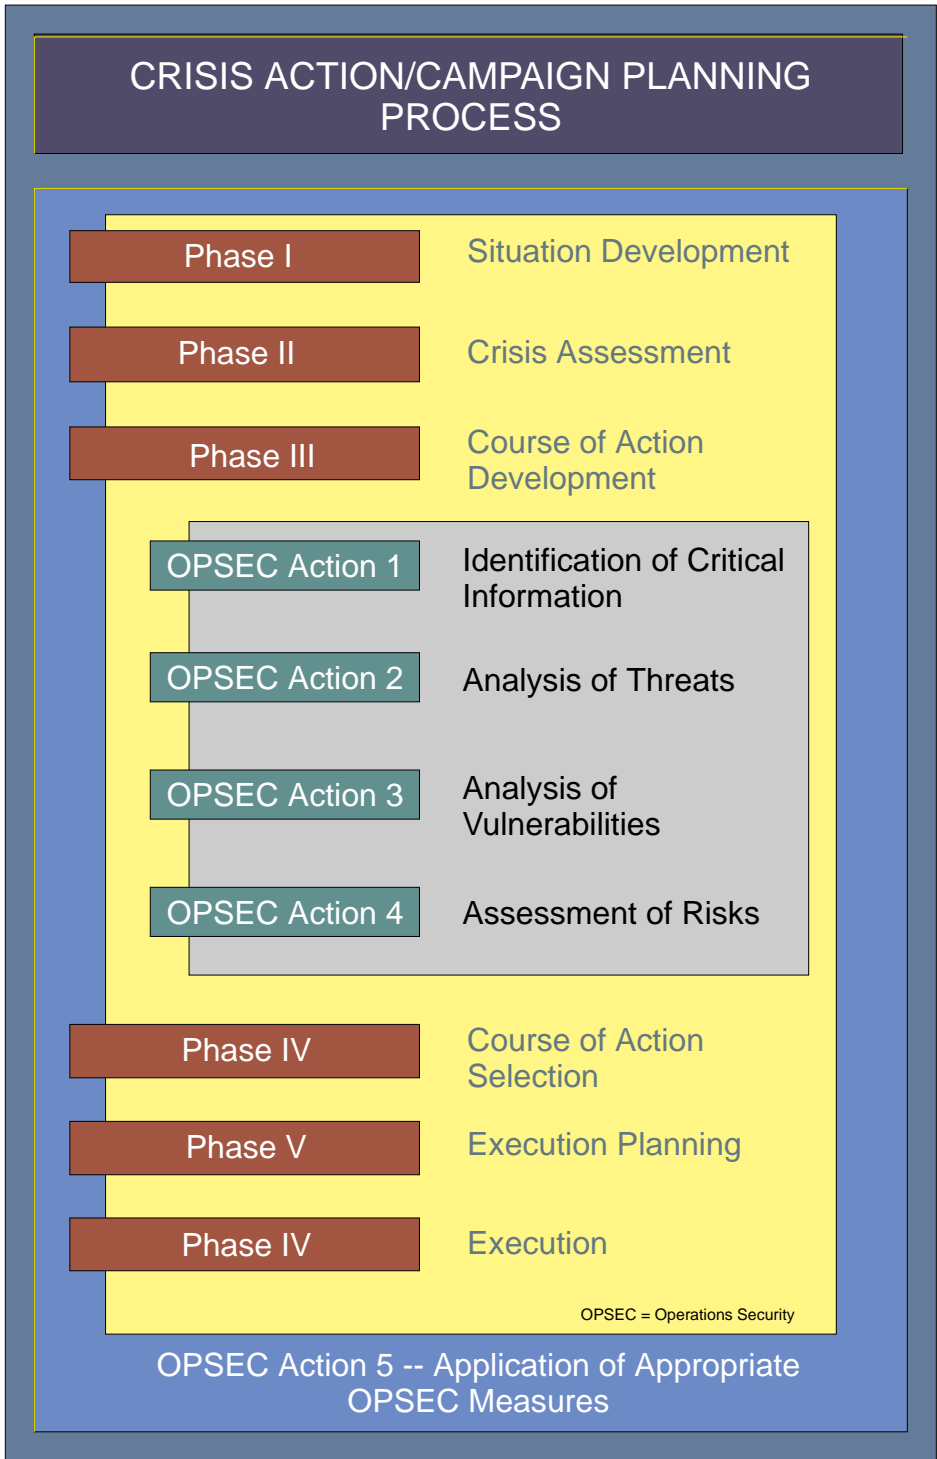 CRISIS ACTION/CAMPAIGN PLANNING
PROCESS
Phase I
Situation Development
Phase II
Crisis Assessment
Phase III
Course of Action
Development
OPSEC Action 1
Identification of Critical
Information
OPSEC Action 2
Analysis of Threats
OPSEC Action 3
Analysis of
Vulnerabilities
OPSEC Action 4
Assessment of Risks
Phase IV
Course of Action
Selection
Phase V
Execution Planning
Phase IV
Execution
OPSEC = Operations Security
OPSEC Action 5 -- Application of Appropriate
OPSEC Measures